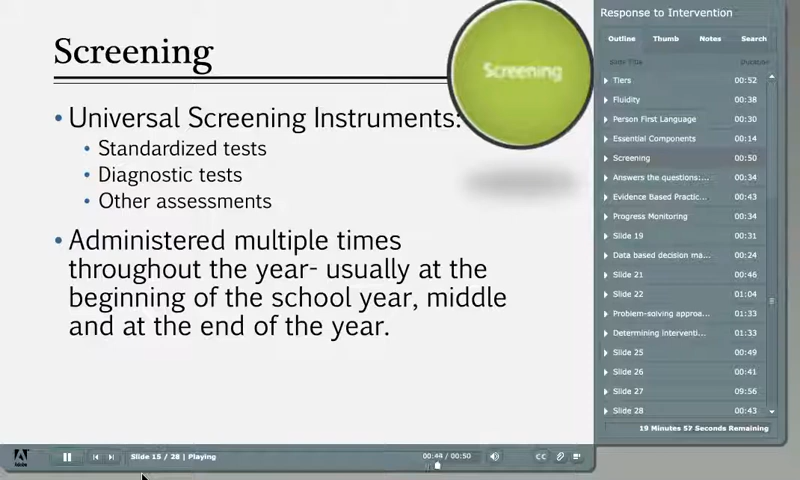 Screening
Screening
• Universal Screening Instruments:
• Standardized tests
• Diagnostic tests
• Other assessments
• Administered multiple times
throughout the year- usually at the
beginning of the school year, middle
and at the end of the year.
Response to Intervention
Outline Thumb Notes Search
Slide Title Duration
Tiers 00:52
Fluidity 00:38
Person First Language 00:30
Essential Components 00:14
Screening 00:50
Answers the questions:... 00:34
Evidence Based Practic... 00:43
Progress Monitoring 00:34
Slide 19 00:31
Data based decision ma... 00:24
Slide 21 00:46
Slide 22 01:04
Problem-solving approa... 01:33
Determining interventi... 01:33
Slide 25 00:49
Slide 26 00:41
Slide 27 09:56
Slide 28 00:43
19 Minutes 57 Seconds Remaining
Adobe
Slide 15 / 28 | Playing
00:44 / 00:50
CC